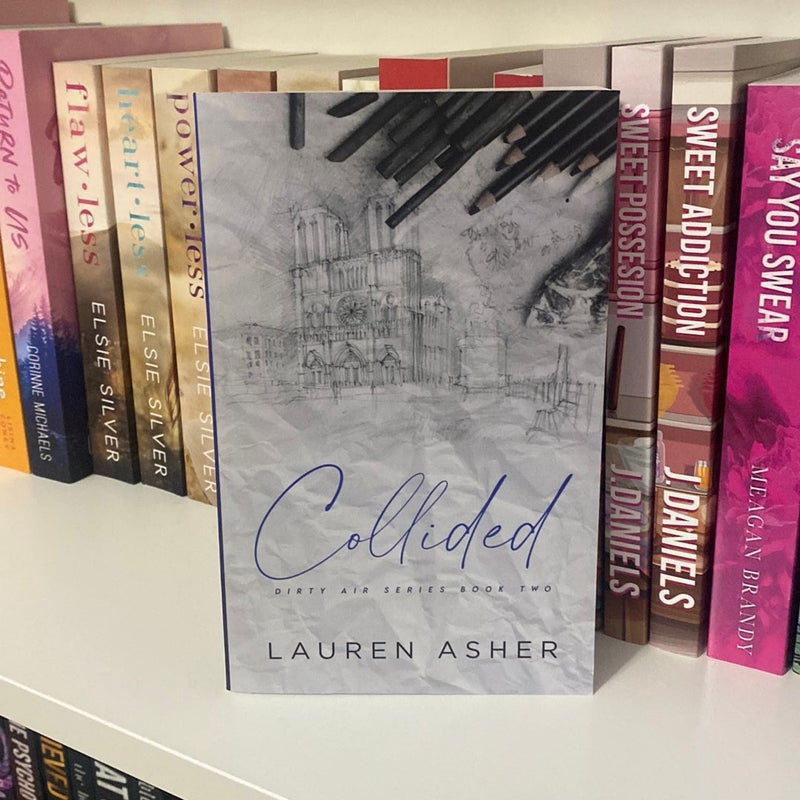 Return to Us
CORINNE MICHAELS
flaw•less
ELSIE SILVER
heart•less
ELSIE SILVER
power•less
ELSIE SILVER
Collided
DIRTY AIR SERIES BOOK TWO
LAUREN ASHER
SWEET POSSESION
J.DANIELS
SWEET ADDICTION
J.DANIELS
SAY YOU SWEAR
MEAGAN BRANDY
PSYCHO